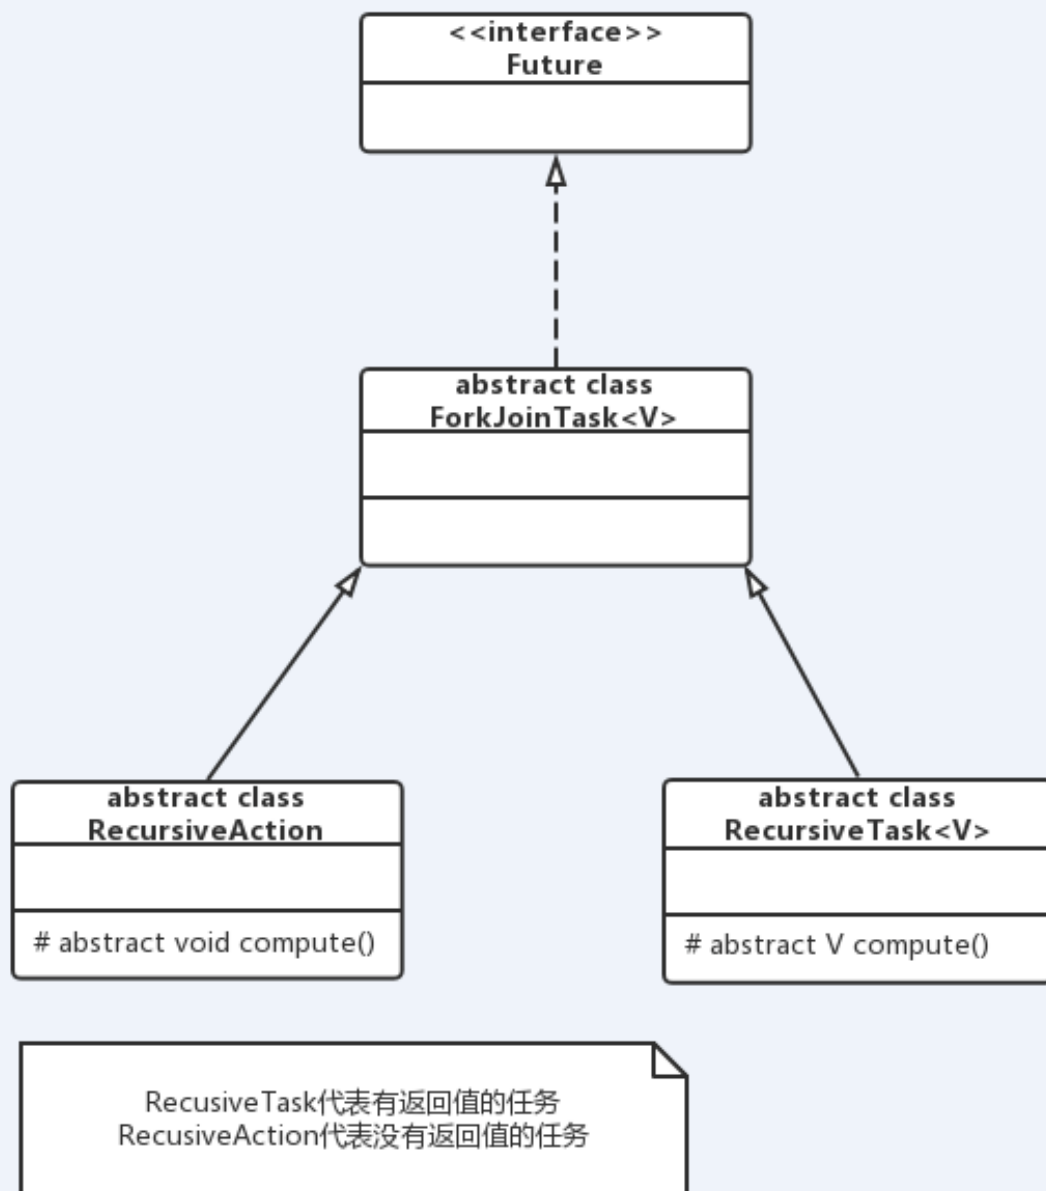 <<interface>>
Future
abstract class
ForkJoinTask<V>
abstract class
RecursiveAction
# abstract void compute()
abstract class
RecursiveTask<V>
# abstract V compute()
RecusiveTask代表有返回值的任务
RecusiveAction代表没有返回值的任务